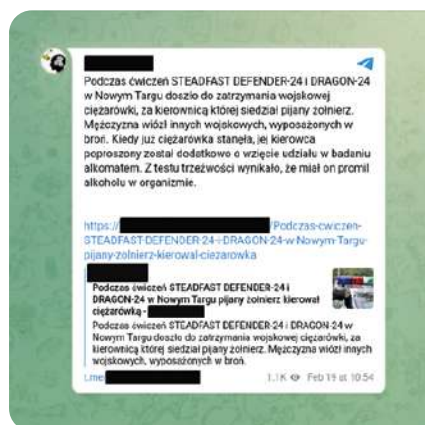 Podczas ćwiczeń STEADFAST DEFENDER-24 i DRAGON-24
w Nowym Targu doszło do zatrzymania wojskowej
ciężarówki, za kierownicą której siedział pijany żołnierz.
Mężczyzna wiózł innych wojskowych, wyposażonych w
broń. Kiedy już ciężarówka stanęła, jej kierowca
poproszony został dodatkowo o wzięcie udziału w badaniu
alkomatem. Z testu trzeźwości wynikało, że miał on promil
alkoholu w organizmie.
https:// /Podczas-cwiczen-
STEADFAST-DEFENDER-24-i-DRAGON-24-w-Nowym-Targu-
pijany-zolnierz-kierowal-ciezarowka
Podczas ćwiczeń STEADFAST DEFENDER-24 i
DRAGON-24 w Nowym Targu pijany żołnierz kierował
ciężarówką -
Podczas ćwiczeń STEADFAST DEFENDER-24 i DRAGON-24 w
Nowym Targu doszło do zatrzymania wojskowej ciężarówki, za
kierownicą której siedział pijany żołnierz. Mężczyzna wiózł innych
wojskowych, wyposażonych w broń.
t.me/
1.1K Feb 19 at 10:54